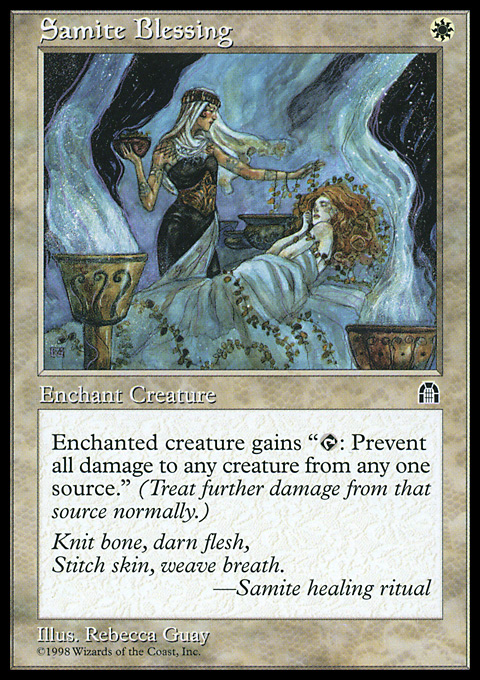 Samite Blessing
Enchant Creature
Enchanted creature gains “: Prevent
all damage to any creature from any one
source.” (Treat further damage from that
source normally.)
Knit bone, darn flesh,
Stitch skin, weave breath.
—Samite healing ritual
Illus. Rebecca Guay
©1998 Wizards of the Coast, Inc.